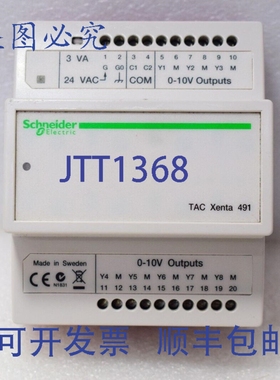 是图必究
3 VA
1 2 3 4 5 6 7 8 9 10
G G0 C1 C2 Y1 M Y2 M Y3 M
24 VAC COM 0-10V Outputs
Schneider
Electric
JTT1368
TAC Xenta 491
Made in Sweden
0-10V Outputs
CE N1831
Y4 M Y5 M Y6 M Y7 M Y8 M
11 12 13 14 15 16 17 18 19 20
可开发票 顺丰包邮